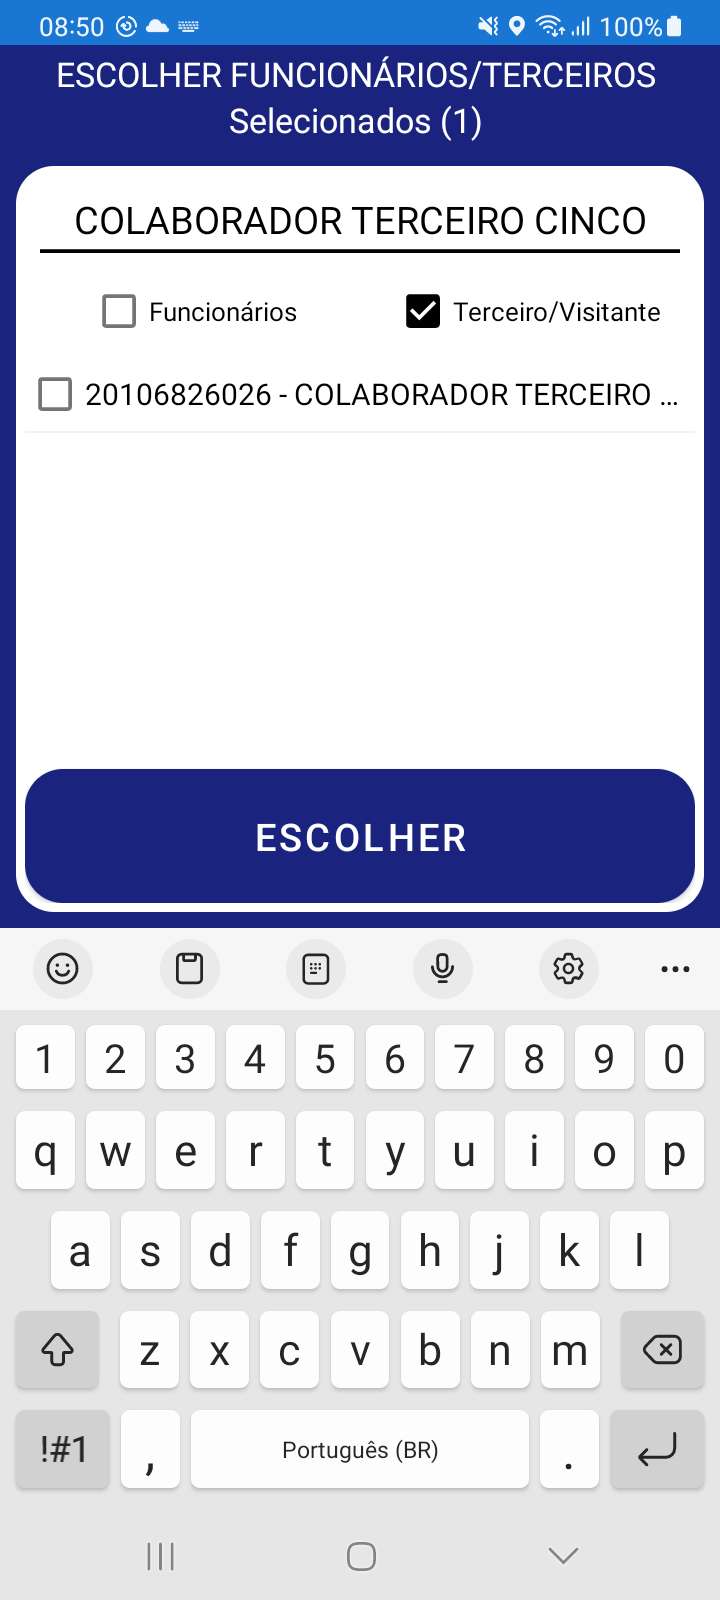 08:50 100%
ESCOLHER FUNCIONÁRIOS/TERCEIROS
Selecionados (1)
COLABORADOR TERCEIRO CINCO
Funcionários Terceiro/Visitante
20106826026 - COLABORADOR TERCEIRO ...
ESCOLHER
1 2 3 4 5 6 7 8 9 0
q w e r t y u i o p
a s d f g h j k l
z x c v b n m
!#1 , Português (BR) .